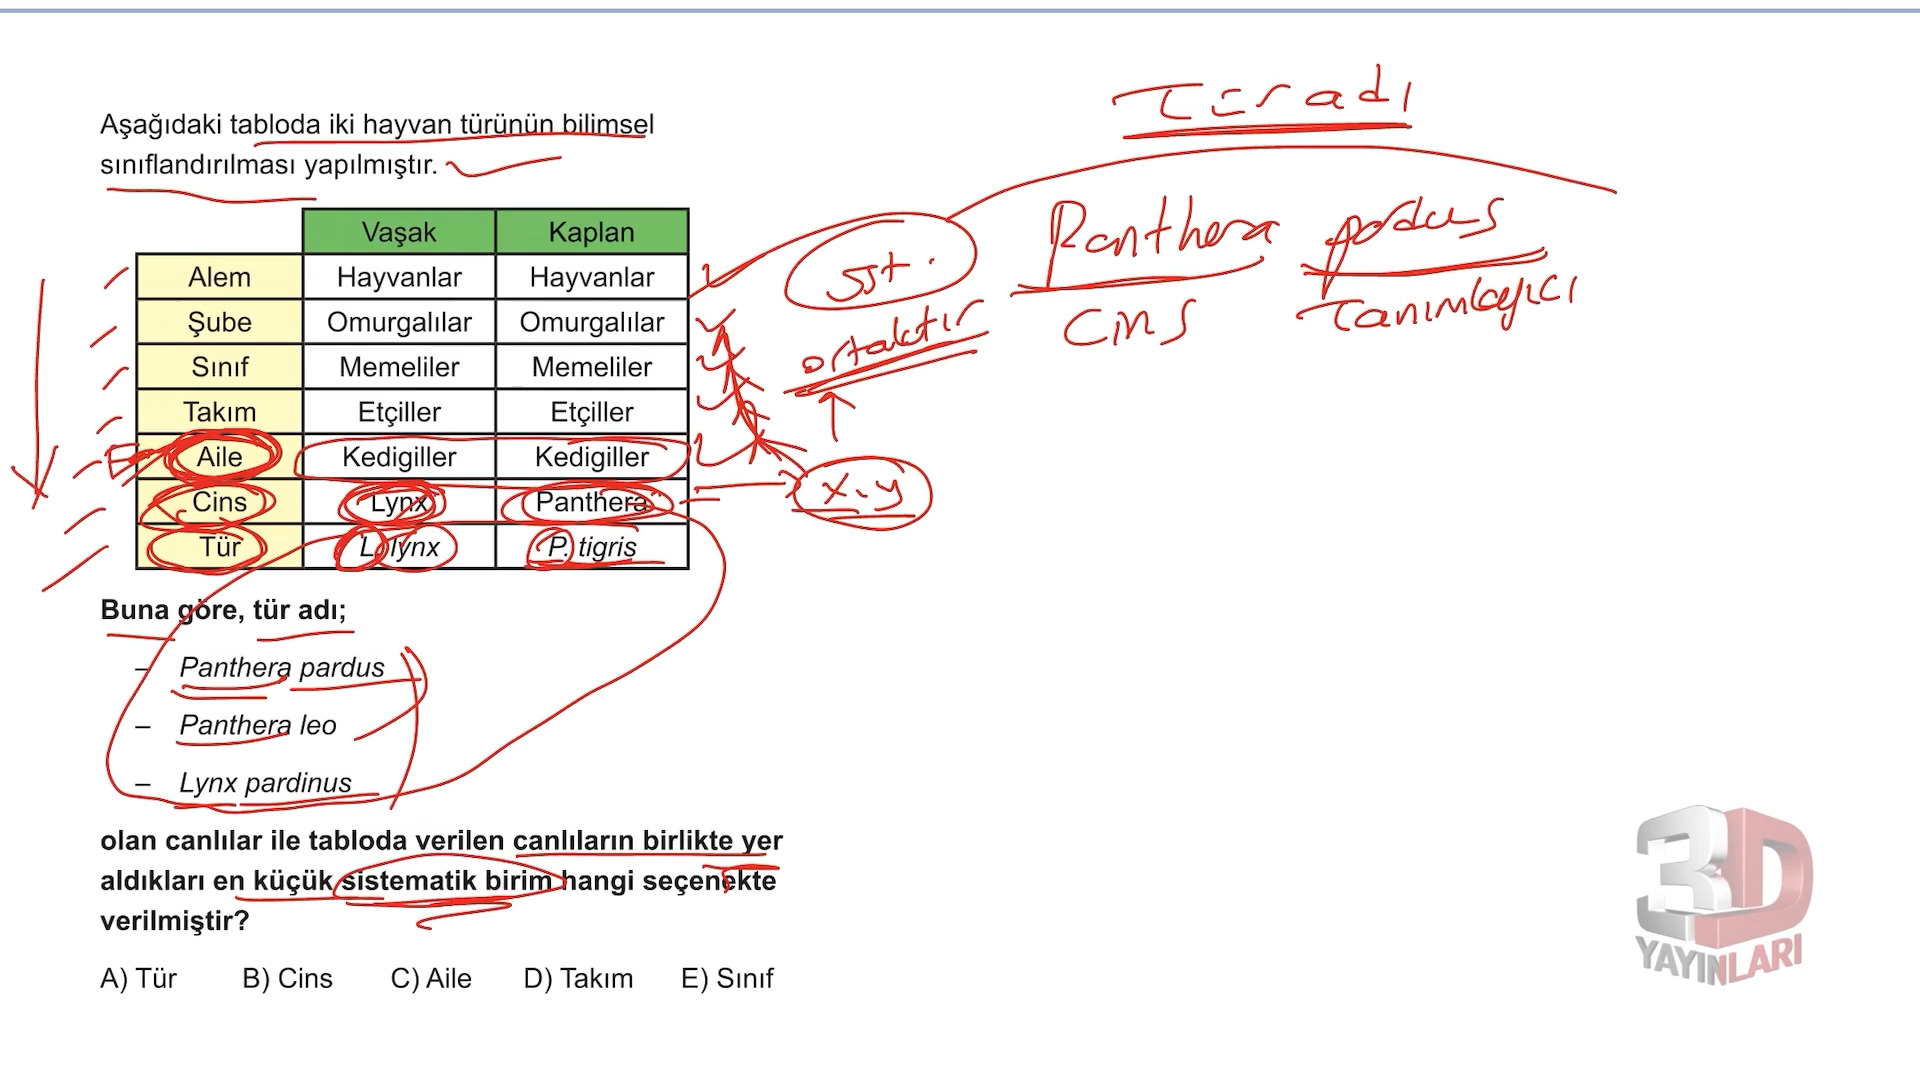 Aşağıdaki tabloda iki hayvan türünün bilimsel
sınıflandırılması yapılmıştır.
Vaşak Kaplan
Alem Hayvanlar Hayvanlar
Şube Omurgalılar Omurgalılar
Sınıf Memeliler Memeliler
Takım Etçiller Etçiller
Aile Kedigiller Kedigiller
Cins Lynx Panthera
Tür L. lynx P. tigris
Buna göre, tür adı;
– Panthera pardus
– Panthera leo
– Lynx pardinus
olan canlılar ile tabloda verilen canlıların birlikte yer
aldıkları en küçük sistematik birim hangi seçenekte
verilmiştir?
A) Tür B) Cins C) Aile D) Takım E) Sınıf
Tür adı
Panthera pardus
Cins Tanımlayıcı
ortaktır
x, y
3D
YAYINLARI